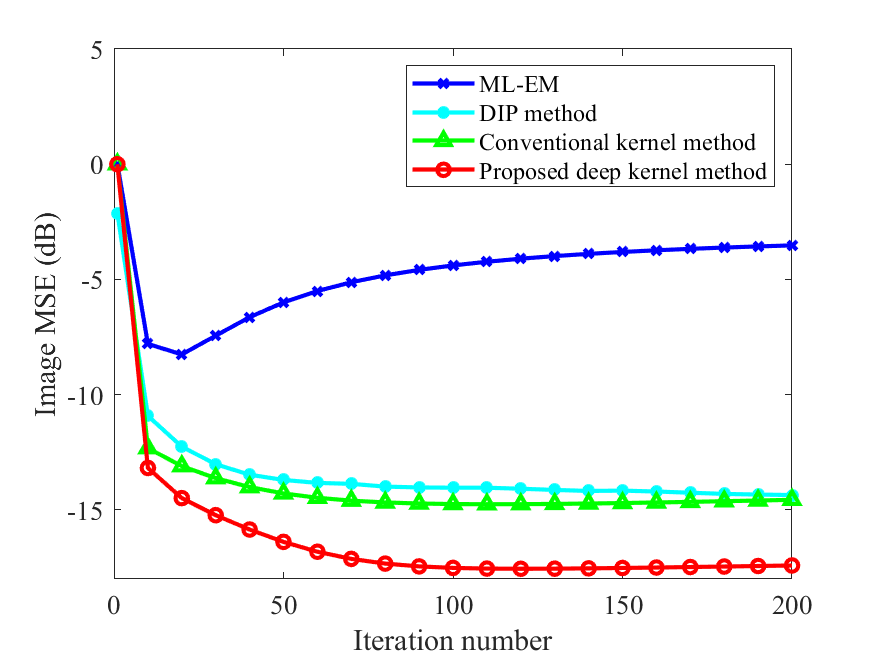 5
0
-5
-10
-15
0
50
100
150
200
Image MSE (dB)
Iteration number
ML-EM
DIP method
Conventional kernel method
Proposed deep kernel method